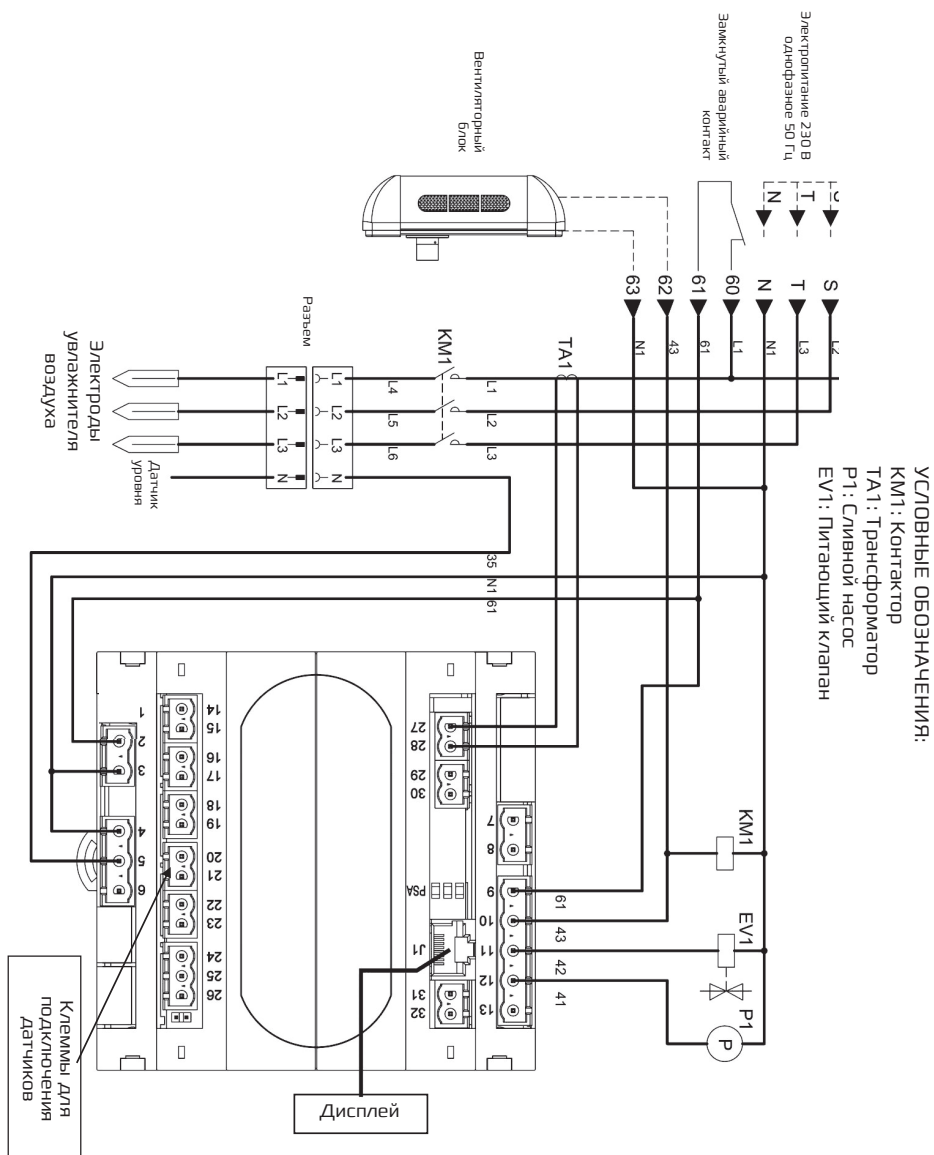 УСЛОВНЫЕ ОБОЗНАЧЕНИЯ:
KM1: Контактор
TA1: Трансформатор
P1: Сливной насос
EV1: Питающий клапан
Электропитание 230 В
однофазное 50 Гц
Замкнутый аварийный
контакт
Вентиляторный
блок
T
N
S
T
N
60
61
62
63
L2
L3
N1
L1
61
43
N1
TA1
KM1
L1
L2
L3
L4
L5
L6
Разъем
L1
L2
L3
N
L1
L2
L3
N
Электроды
увлажнителя
воздуха
Датчик
уровня
35
N1
61
KM1
EV1
P1
P
61
43
42
41
1
2
3
4
5
6
7
8
9
10
11
12
13
14
15
16
17
18
19
20
21
22
23
24
25
26
27
28
29
30
PSA
J1
31
32
Дисплей
Клеммы для
подключения
датчиков